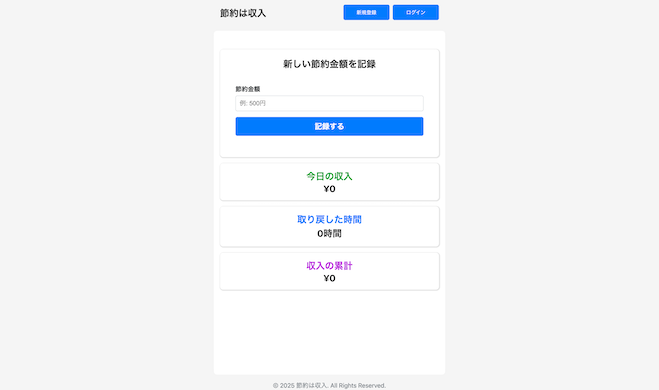 節約は収入
新規登録
ログイン
新しい節約金額を記録
節約金額
例: 500円
記録する
今日の収入
¥0
取り戻した時間
0時間
収入の累計
¥0
© 2025 節約は収入. All Rights Reserved.